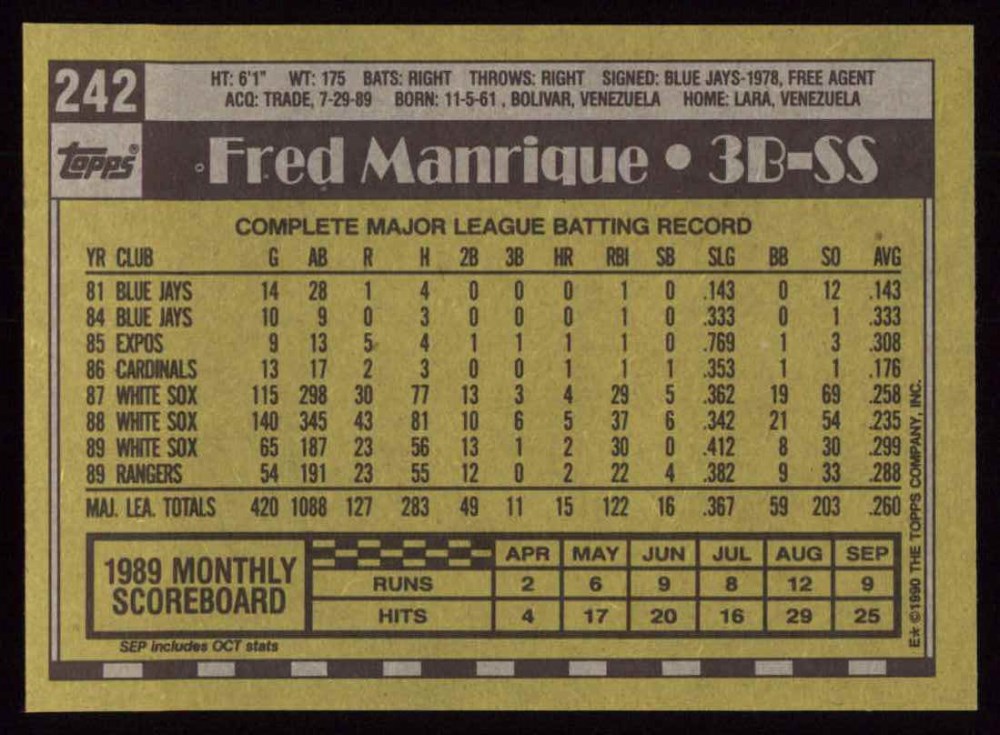 242
HT: 6'1" WT: 175 BATS: RIGHT THROWS: RIGHT SIGNED: BLUE JAYS-1978, FREE AGENT
ACQ: TRADE, 7-29-89 BORN: 11-5-61 , BOLIVAR, VENEZUELA HOME: LARA, VENEZUELA
topps®
Fred Manrique • 3B-SS
COMPLETE MAJOR LEAGUE BATTING RECORD
YR CLUB G AB R H 2B 3B HR RBI SB SLG BB SO AVG
81 BLUE JAYS 14 28 1 4 0 0 0 1 0 .143 0 12 .143
84 BLUE JAYS 10 9 0 3 0 0 0 1 0 .333 0 1 .333
85 EXPOS 9 13 5 4 1 1 1 1 0 .769 1 3 .308
86 CARDINALS 13 17 2 3 0 0 1 1 1 .353 1 1 .176
87 WHITE SOX 115 298 30 77 13 3 4 29 5 .362 19 69 .258
88 WHITE SOX 140 345 43 81 10 6 5 37 6 .342 21 54 .235
89 WHITE SOX 65 187 23 56 13 1 2 30 0 .412 8 30 .299
89 RANGERS 54 191 23 55 12 0 2 22 4 .382 9 33 .288
MAJ. LEA. TOTALS 420 1088 127 283 49 11 15 122 16 .367 59 203 .260
1989 MONTHLY
SCOREBOARD
APR MAY JUN JUL AUG SEP
RUNS 2 6 9 8 12 9
HITS 4 17 20 16 29 25
SEP includes OCT stats
E* ©1990 THE TOPPS COMPANY, INC.